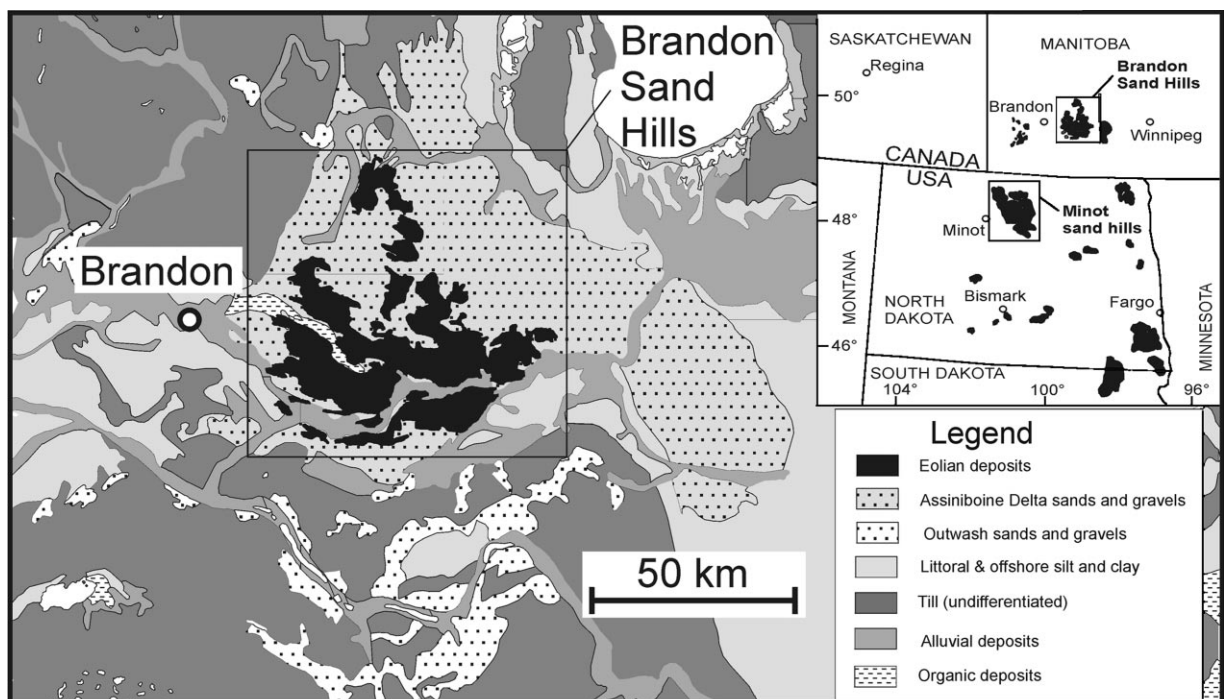 Brandon
Sand
Hills
Brandon
50 km
SASKATCHEWAN
Regina
MANITOBA
Brandon
Sand Hills
50°
Brandon
Winnipeg
CANADA
USA
48°
Minot
Minot
sand hills
MONTANA
NORTH
DAKOTA
Bismark
Fargo
MINNESOTA
46°
SOUTH DAKOTA
104°
100°
96°
Legend
Eolian deposits
Assiniboine Delta sands and gravels
Outwash sands and gravels
Littoral & offshore silt and clay
Till (undifferentiated)
Alluvial deposits
Organic deposits